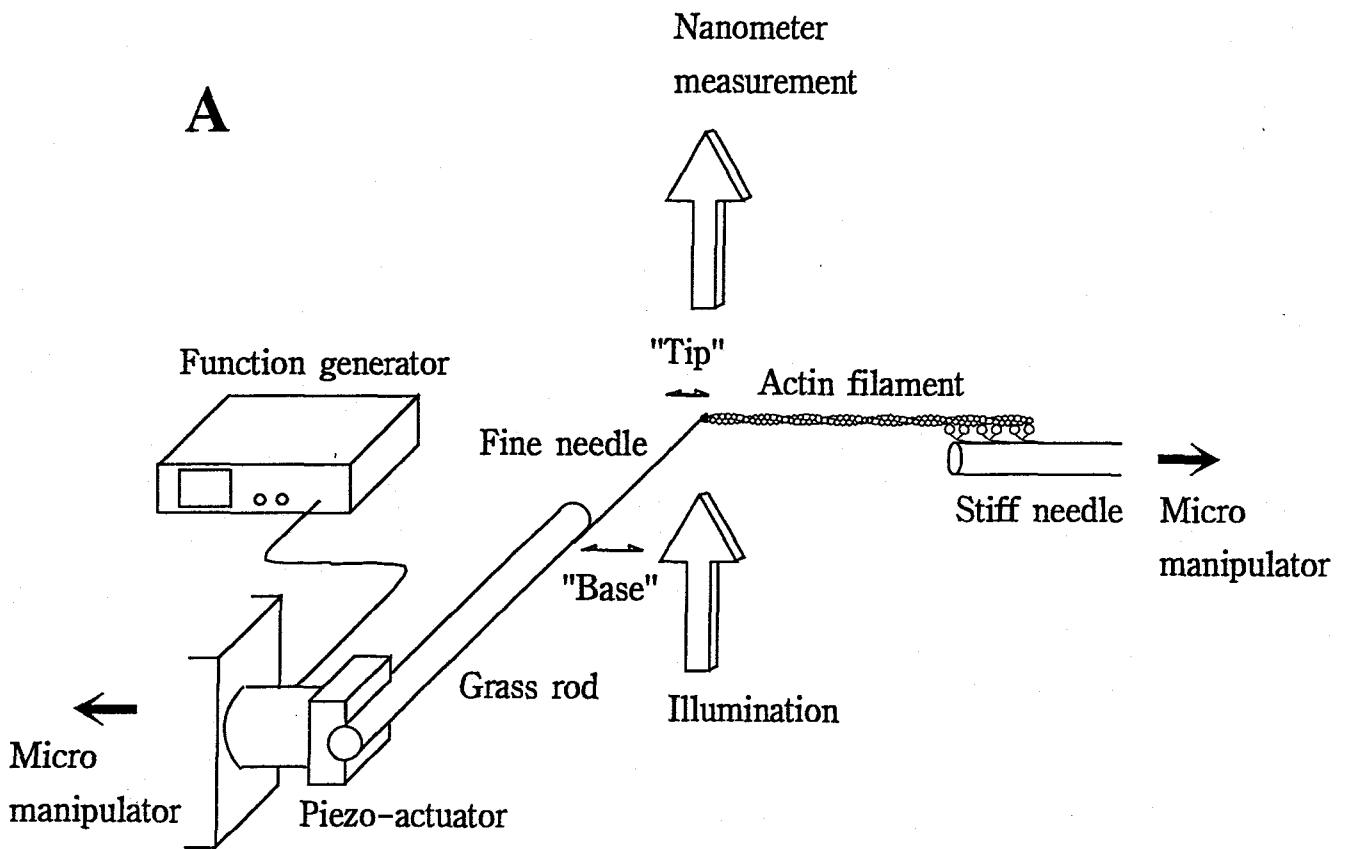 A
Nanometer
measurement
"Tip"
Function generator
Actin filament
Fine needle
Stiff needle
Micro
manipulator
"Base"
Grass rod
Illumination
Micro
manipulator
Piezo-actuator